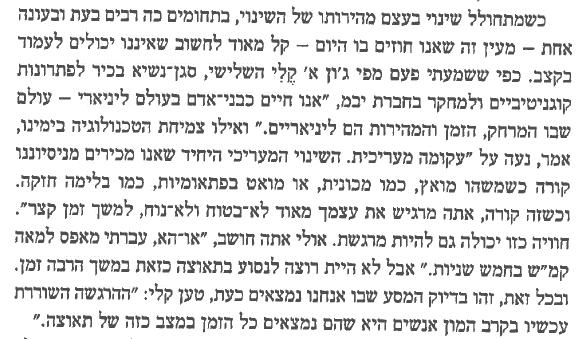 כשמתחולל שינוי בעצם מהירותו של השינוי, בתחומים כה רבים בעת ובעונה
אחת – מעין זה שאנו חוזים בו היום – קל מאוד לחשוב שאיננו יכולים לעמוד
בקצב. כפי ששמעתי פעם מפי ג'ון א' קֶלִי השלישי, סגן־נשיא בכיר לפתרונות
קוגניטיביים ולמחקר בחברת יבמ, "אנו חיים כבני־אדם בעולם ליניארי – עולם
שבו המרחק, הזמן והמהירות הם ליניאריים." ואילו צמיחת הטכנולוגיה בימינו,
אמר, נעה על "עקומה מעריכית. השינוי המעריכי היחיד שאנו מכירים מניסיוננו
קורה כשמשהו מואץ, כמו מכונית, או מואט בפתאומיות, כמו בלימה חזקה.
וכשזה קורה, אתה מרגיש את עצמך מאוד לא־בטוח ולא־נוח, למשך זמן קצר".
חוויה כזו יכולה גם להיות מרגשת. אולי אתה חושב, "או־הא, עברתי מאפס למאה
קמ"ש בחמש שניות." אבל לא היית רוצה לנסוע בתאוצה כזאת במשך הרבה זמן.
ובכל זאת, זהו בדיוק המסע שבו אנחנו נמצאים כעת, טען קלי: "ההרגשה השוררת
עכשיו בקרב המון אנשים היא שהם נמצאים כל הזמן במצב כזה של תאוצה."